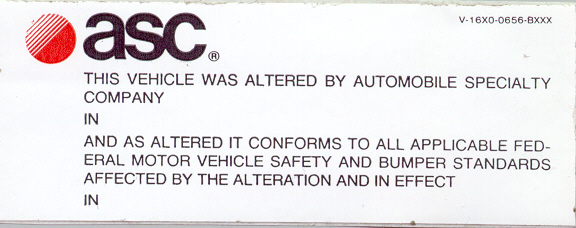 V-16X0-0656-BXXX
asc®
THIS VEHICLE WAS ALTERED BY AUTOMOBILE SPECIALTY
COMPANY
IN
AND AS ALTERED IT CONFORMS TO ALL APPLICABLE FED-
ERAL MOTOR VEHICLE SAFETY AND BUMPER STANDARDS
AFFECTED BY THE ALTERATION AND IN EFFECT
IN